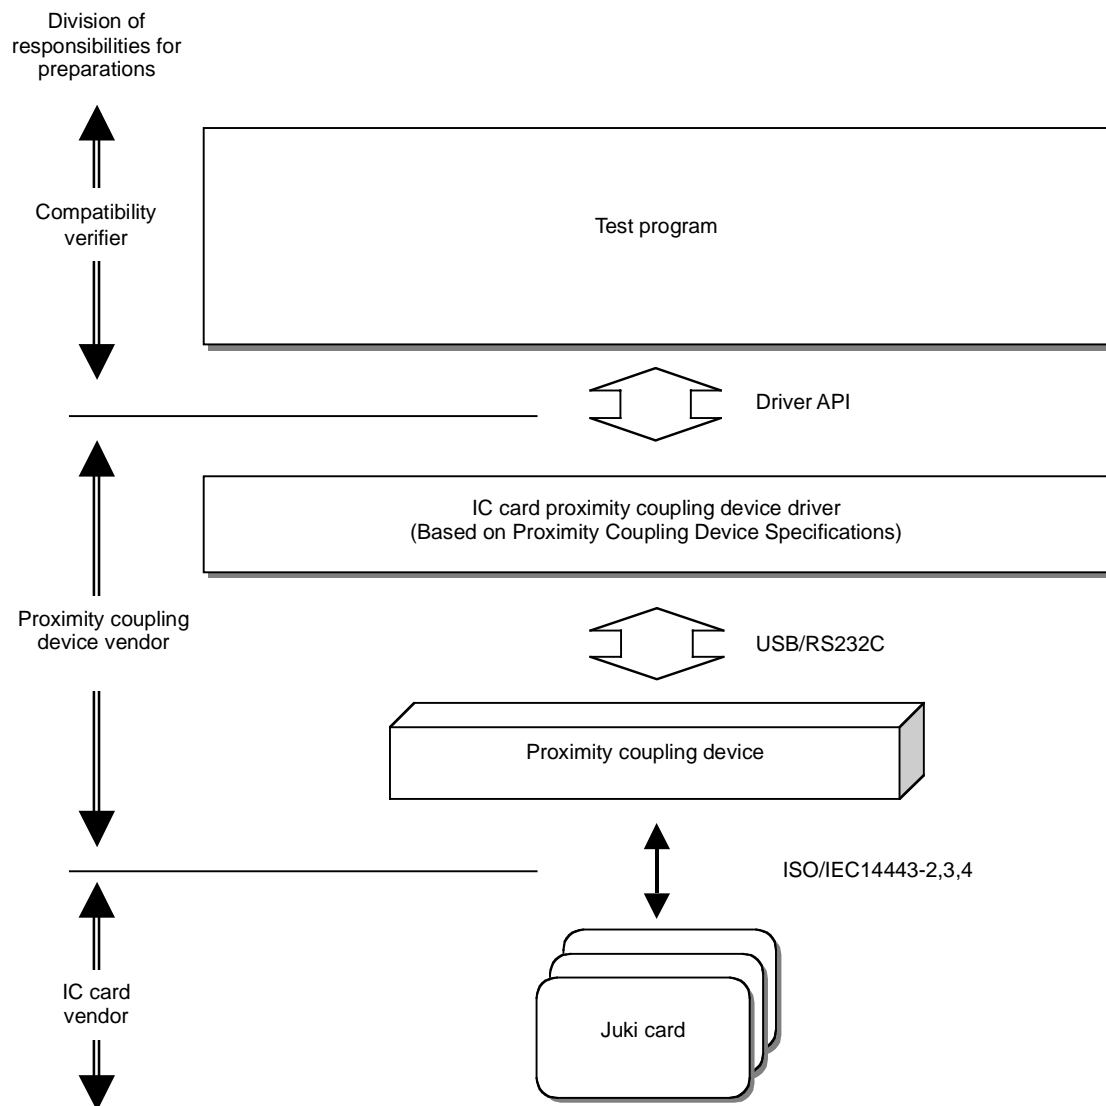 Division of
responsibilities for
preparations
Compatibility
verifier
Test program
Driver API
IC card proximity coupling device driver
(Based on Proximity Coupling Device Specifications)
Proximity coupling
device vendor
USB/RS232C
Proximity coupling device
ISO/IEC14443-2,3,4
IC card
vendor
Juki card